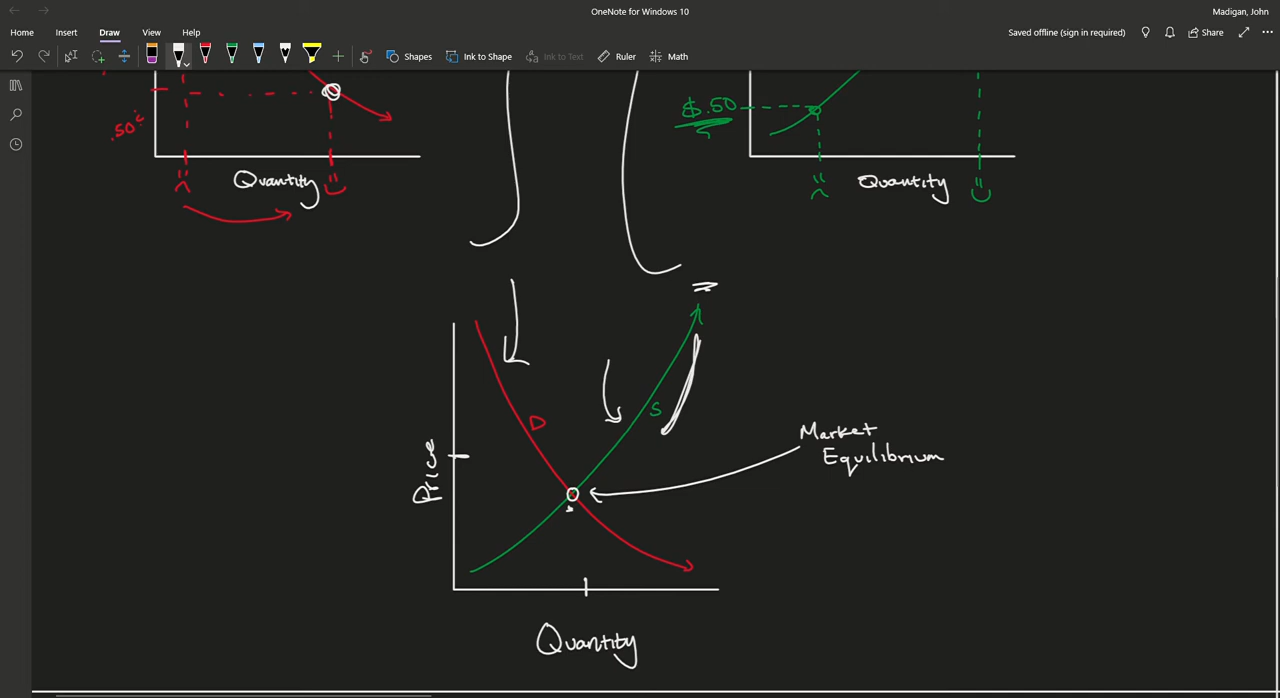 OneNote for Windows 10
Madigan, John
Home Insert Draw View Help
Saved offline (sign in required)
Share
Shapes
Ink to Shape
Ink to Text
Ruler
Math
.50¢
$.50
Quantity
Quantity
D
S
Market
Equilibrium
Price
Quantity